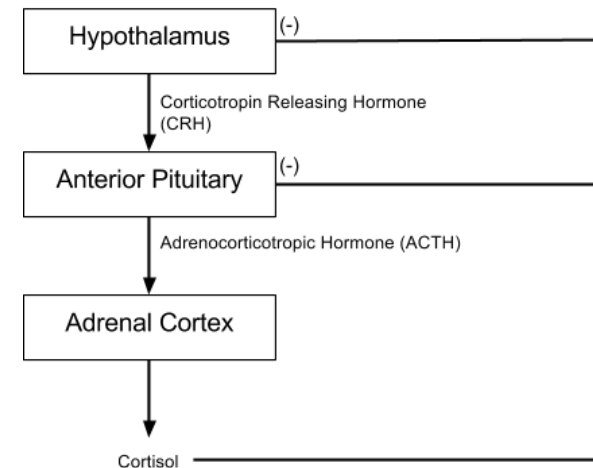 Hypothalamus
(-)
Corticotropin Releasing Hormone
(CRH)
Anterior Pituitary
(-)
Adrenocorticotropic Hormone (ACTH)
Adrenal Cortex
Cortisol